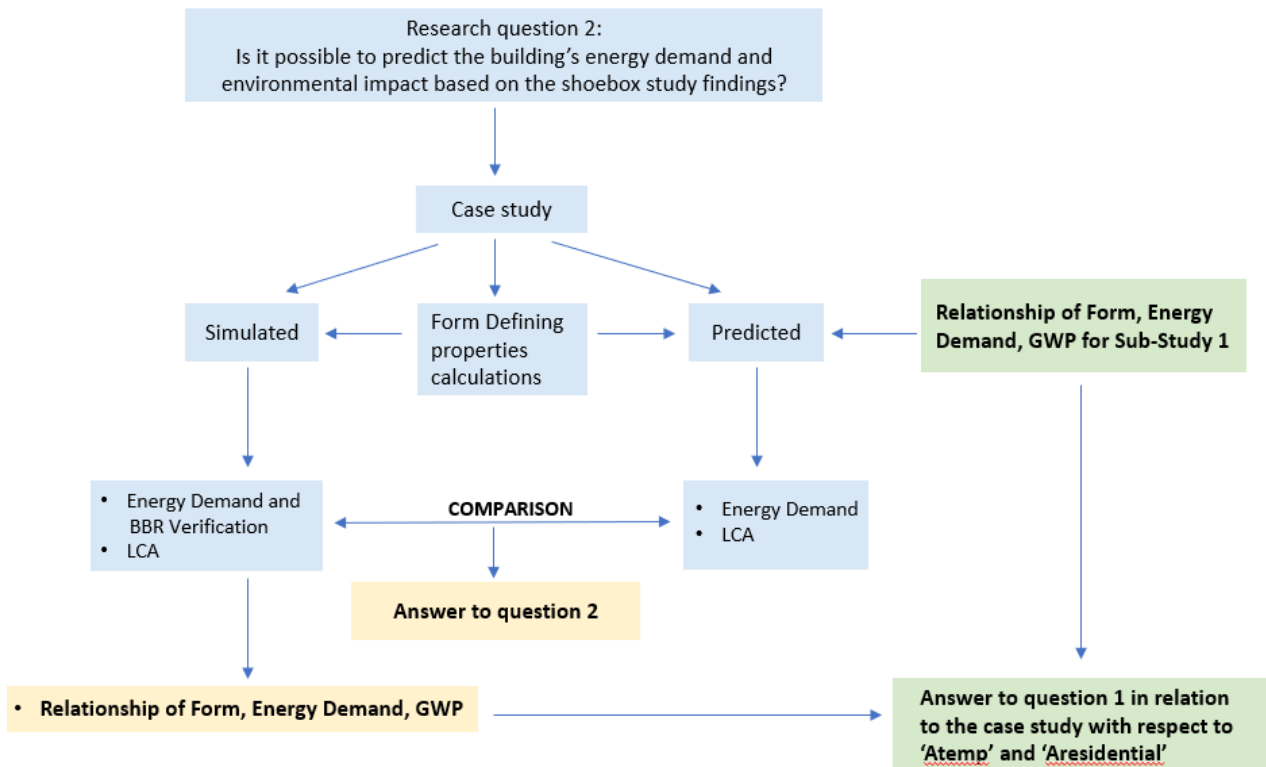 Research question 2:
Is it possible to predict the building's energy demand and
environmental impact based on the shoebox study findings?
Case study
Simulated
Form Defining
properties
calculations
Predicted
Relationship of Form, Energy
Demand, GWP for Sub-Study 1
• Energy Demand and
BBR Verification
• LCA
COMPARISON
• Energy Demand
• LCA
Answer to question 2
• Relationship of Form, Energy Demand, GWP
Answer to question 1 in relation
to the case study with respect to
'Atemp' and 'Aresidential'